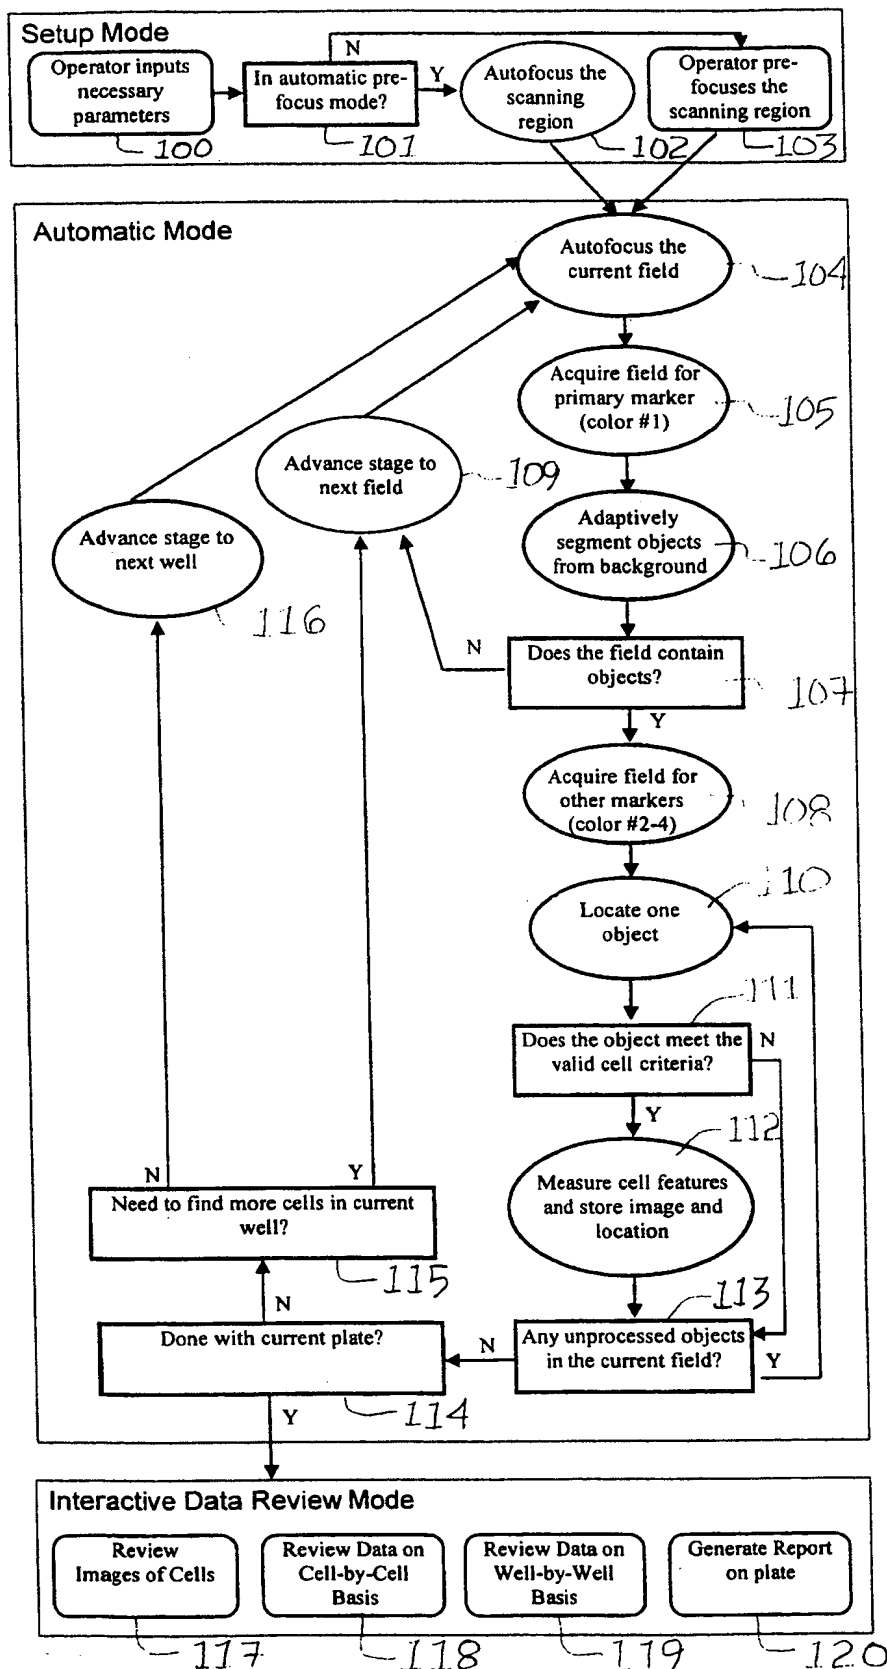 Setup Mode
N
Operator inputs
necessary
parameters
In automatic pre-
focus mode?
Y
Autofocus the
scanning
region
Operator pre-
focuses the
scanning region
100
101
102
103
Automatic Mode
Autofocus the
current field
104
Acquire field for
primary marker
(color #1)
105
Advance stage to
next field
109
Advance stage to
next well
116
Adaptively
segment objects
from background
106
N
Does the field contain
objects?
107
Y
Acquire field for
other markers
(color #2-4)
108
110
Locate one
object
111
Does the object meet the
valid cell criteria?
N
Y
112
Measure cell features
and store image and
location
N
Y
Need to find more cells in current
well?
115
N
113
Any unprocessed objects
in the current field?
Y
N
Done with current plate?
114
Y
Interactive Data Review Mode
Review
Images of Cells
Review Data on
Cell-by-Cell
Basis
Review Data on
Well-by-Well
Basis
Generate Report
on plate
117
118
119
120